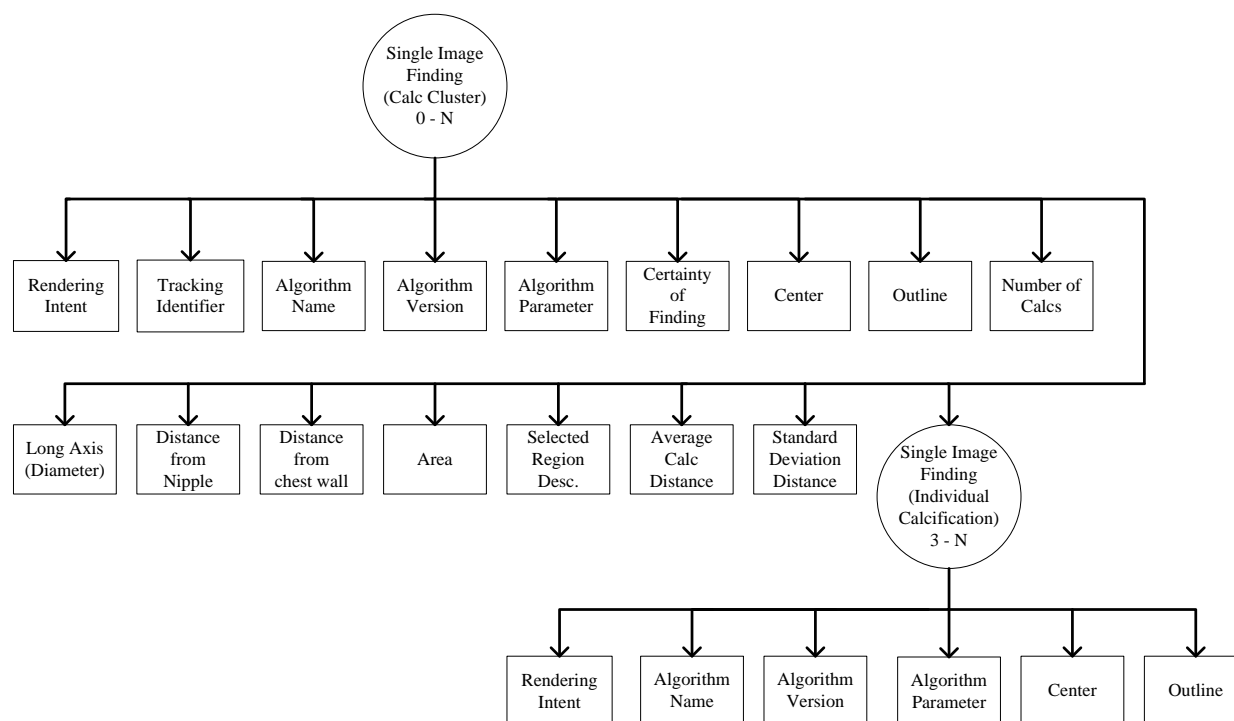 Single Image
Finding
(Calc Cluster)
0 - N
Rendering
Intent
Tracking
Identifier
Algorithm
Name
Algorithm
Version
Algorithm
Parameter
Certainty
of
Finding
Center
Outline
Number of
Calcs
Long Axis
(Diameter)
Distance
from
Nipple
Distance
from
chest wall
Area
Selected
Region
Desc.
Average
Calc
Distance
Standard
Deviation
Distance
Single Image
Finding
(Individual
Calcification)
3 - N
Rendering
Intent
Algorithm
Name
Algorithm
Version
Algorithm
Parameter
Center
Outline